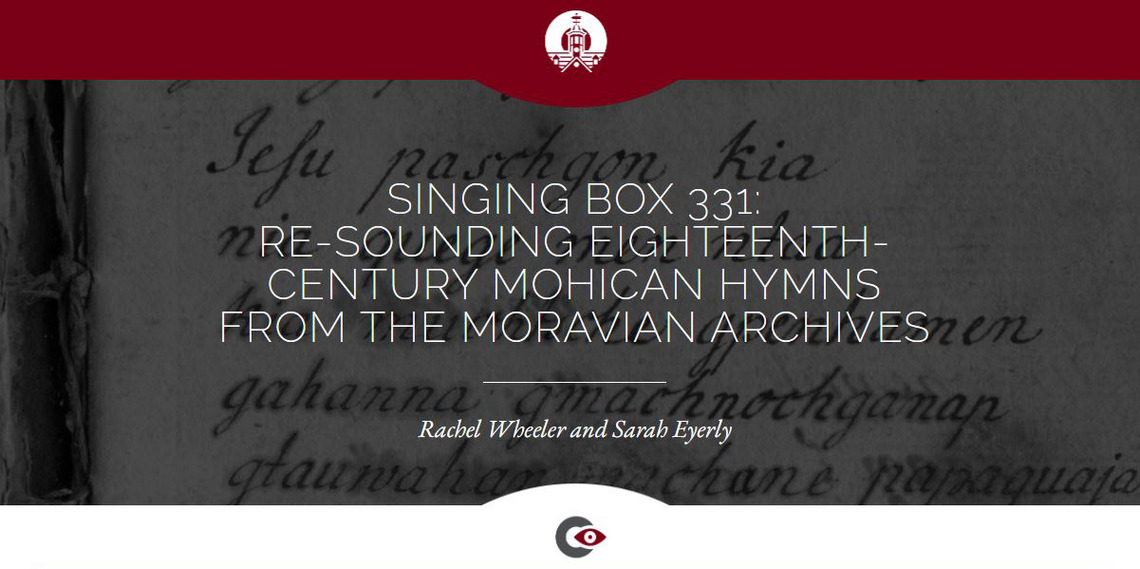 Jesu paschgon kia
SINGING BOX 331:
RE-SOUNDING EIGHTEENTH-
CENTURY MOHICAN HYMNS
FROM THE MORAVIAN ARCHIVES
gahanna gmachnochganap
Rachel Wheeler and Sarah Eyerly
papaquaja